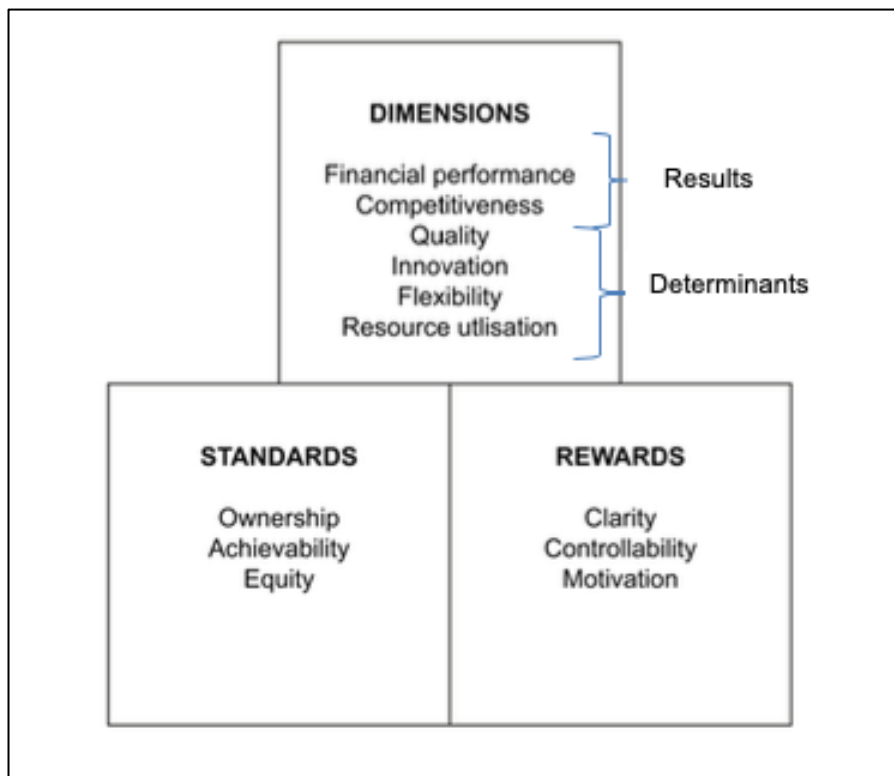 DIMENSIONS
Financial performance
Competitiveness
Quality
Innovation
Flexibility
Resource utlisation
Results
Determinants
STANDARDS
Ownership
Achievability
Equity
REWARDS
Clarity
Controllability
Motivation